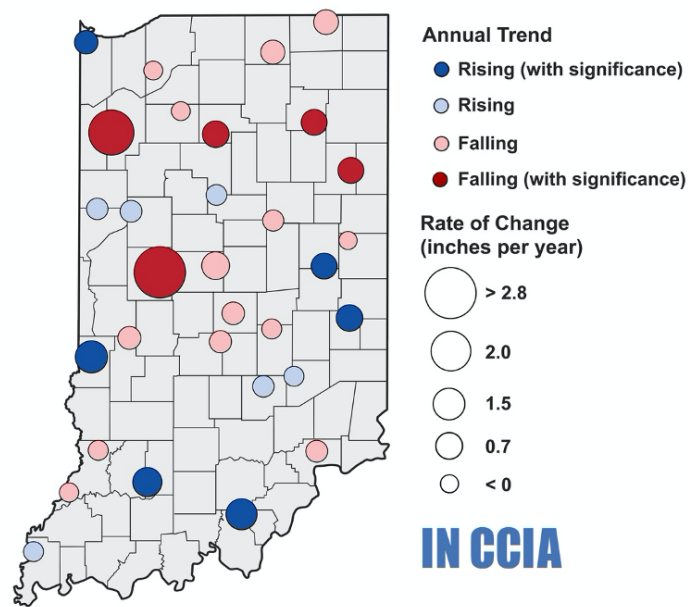 Annual Trend
Rising (with significance)
Rising
Falling
Falling (with significance)
Rate of Change
(inches per year)
> 2.8
2.0
1.5
0.7
< 0
IN CCIA